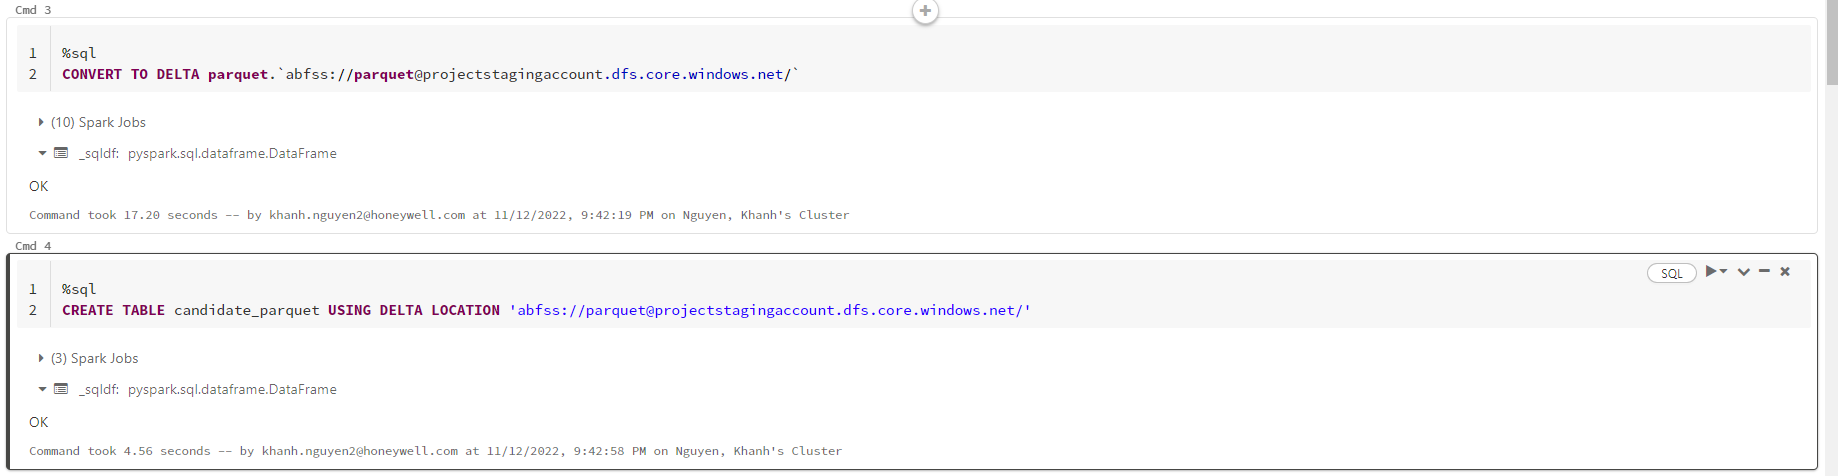 Cmd 3
1 %sql
2 CONVERT TO DELTA parquet.`abfss://parquet@projectstagingaccount.dfs.core.windows.net/`
(10) Spark Jobs
_sqldf: pyspark.sql.dataframe.DataFrame
OK
Command took 17.20 seconds -- by khanh.nguyen2@honeywell.com at 11/12/2022, 9:42:19 PM on Nguyen, Khanh's Cluster
Cmd 4
SQL
1 %sql
2 CREATE TABLE candidate_parquet USING DELTA LOCATION 'abfss://parquet@projectstagingaccount.dfs.core.windows.net/'
(3) Spark Jobs
_sqldf: pyspark.sql.dataframe.DataFrame
OK
Command took 4.56 seconds -- by khanh.nguyen2@honeywell.com at 11/12/2022, 9:42:58 PM on Nguyen, Khanh's Cluster